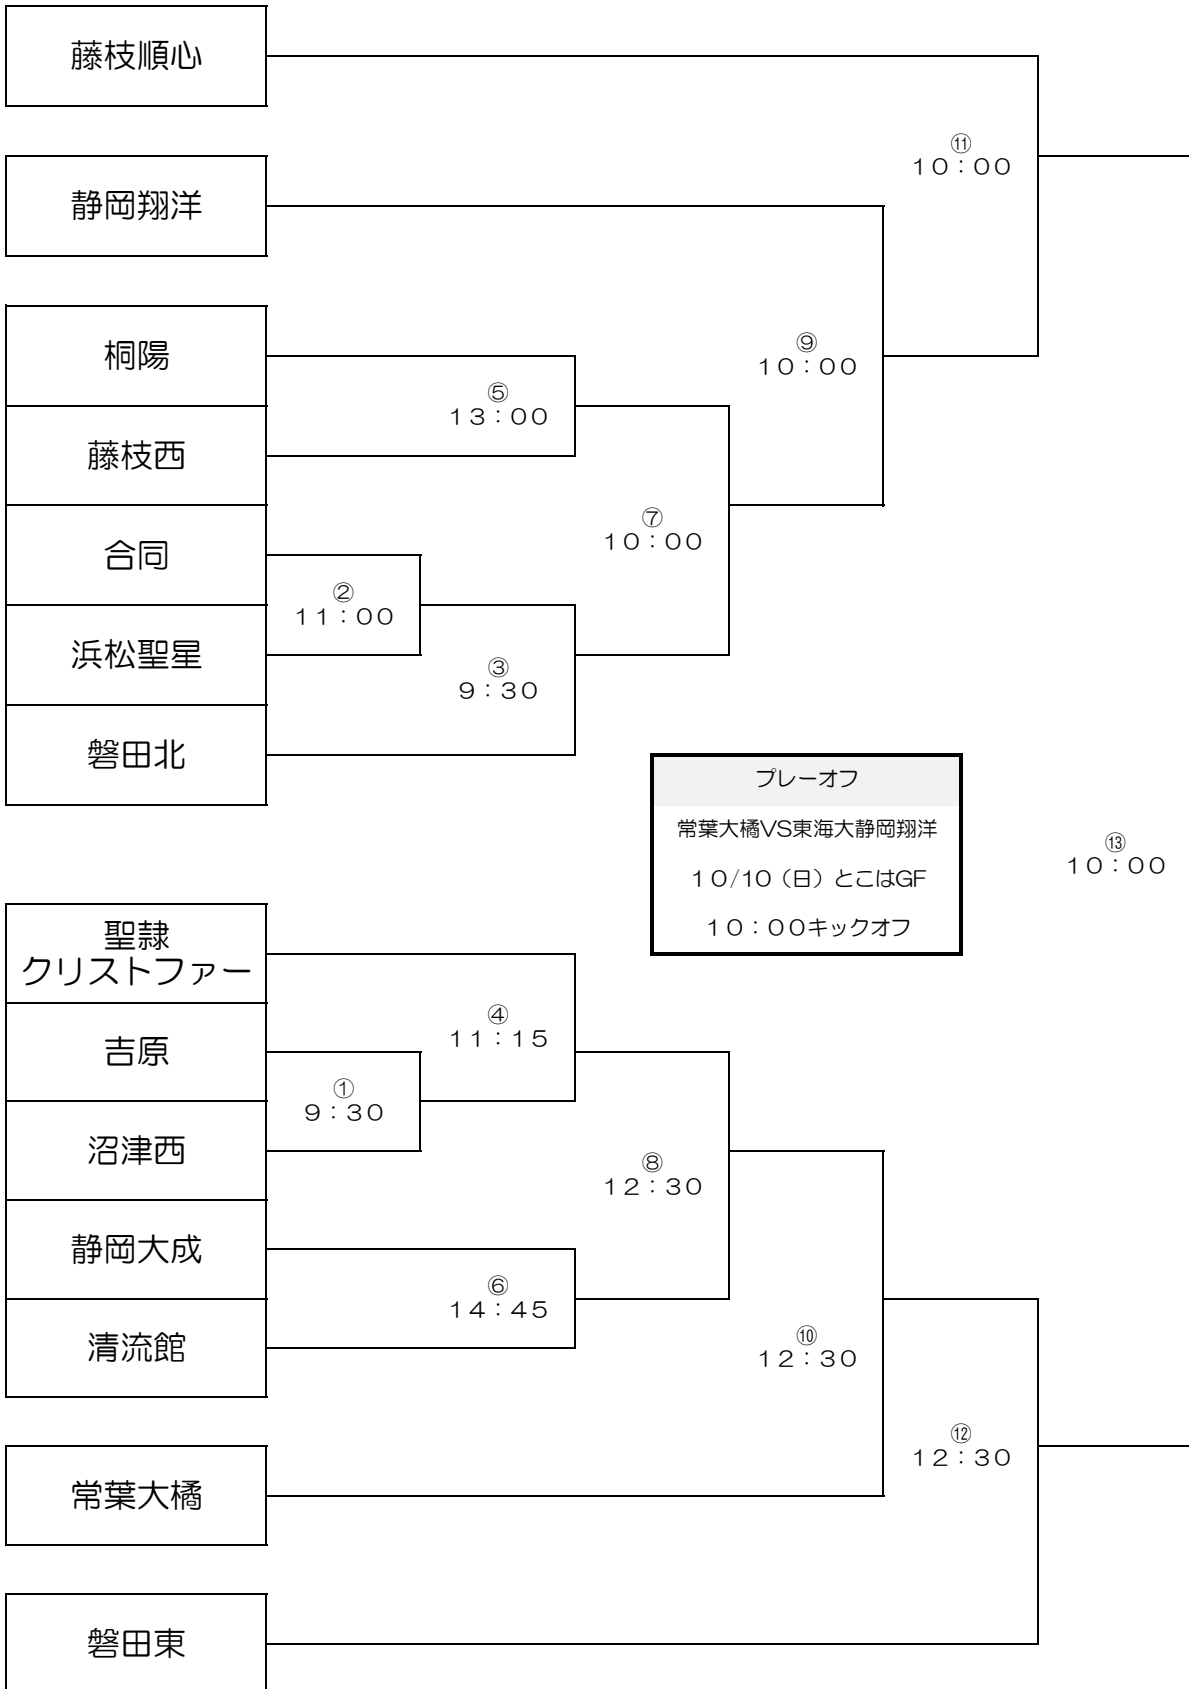 藤枝順心
⑪
１０：００
静岡翔洋
⑨
１０：００
桐陽
⑤
１３：００
藤枝西
⑦
１０：００
合同
②
１１：００
浜松聖星
③
９：３０
磐田北
プレーオフ
常葉大橘VS東海大静岡翔洋
１０/１０（日）とこはGF
１０：００キックオフ
⑬
１０：００
聖隷
クリストファー
④
１１：１５
吉原
①
９：３０
沼津西
⑧
１２：３０
静岡大成
⑥
１４：４５
清流館
⑩
１２：３０
常葉大橘
⑫
１２：３０
磐田東